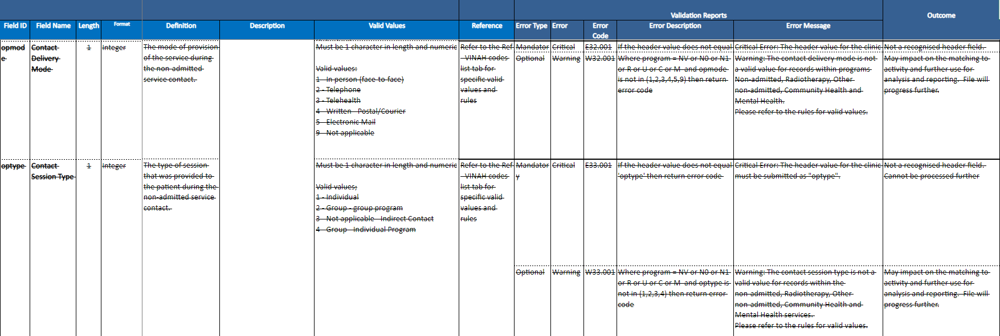 Validation Reports
Outcome
Field ID
Field Name
Length
Format
Definition
Description
Valid Values
Reference
Error Type
Error
Error
Code
Error Description
Error Message
opmod
e
Contact
Delivery
Mode
1
Integer
The mode of provision
of the service during
the non-admitted
service contact.
Must be 1 character in length and numeric
Valid values:
1 - In person (face to face)
2 - Telephone
3 - Telehealth
4 - Written - Postal/Courier
5 - Electronic Mail
9 - Not applicable
Refer to the Ref
- VINAH codes
list tab for
specific valid
values and
rules
Mandator
Critical
E32.001
If the header value does not equal
Critical Error: The header value for the clinic
Not a recognised header field.
Optional
Warning
W32.001
Where program = NV or N0 or N1
or R or U or C or M and opmode
is not in (1,2,3,4,5,9) then return
error code
Warning: The contact delivery mode is not
a valid value for records within programs
Non-admitted, Radiotherapy, Other
non-admitted, Community Health and
Mental Health.
Please refer to the rules for valid values.
May impact on the matching to
activity and further use for
analysis and reporting. File will
progress further.
optype
Contact
Session Type
1
Integer
The type of session
that was provided to
the patient during the
non-admitted service
contact.
Must be 1 character in length and numeric
Valid values;
1 - Individual
2 - Group - group program
3 - Not applicable - Indirect Contact
4 - Group - Individual Program
Refer to the Ref
- VINAH codes
list tab for
specific valid
values and
rules
Mandator
y
Critical
E33.001
If the header value does not equal
'optype' then return error code
Critical Error: The header value for the clinic
must be submitted as "optype".
Not a recognised header field.
Cannot be processed further
Optional
Warning
W33.001
Where program = NV or N0 or N1
or R or U or C or M and optype is
not in (1,2,3,4) then return error
code
Warning: The contact session type is not a
valid value for records within the
non-admitted, Radiotherapy, Other
non-admitted, Community Health and
Mental Health services.
Please refer to the rules for valid values.
May impact on the matching to
activity and further use for
analysis and reporting. File will
progress further.